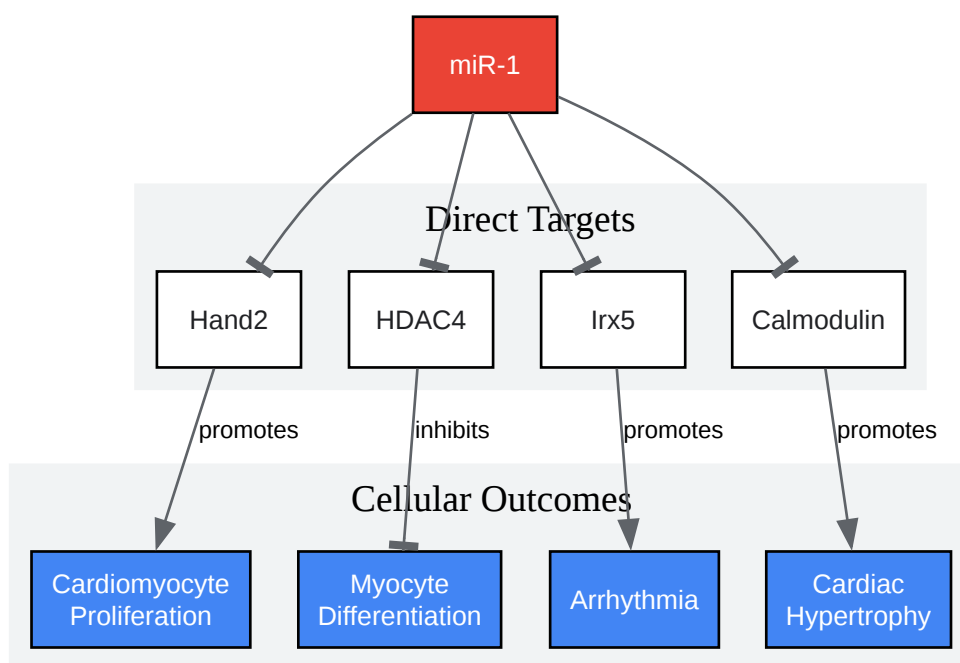 miR-1
Direct Targets
Hand2
HDAC4
Irx5
Calmodulin
promotes
inhibits
promotes
promotes
Cellular Outcomes
Cardiomyocyte
Proliferation
Myocyte
Differentiation
Arrhythmia
Cardiac
Hypertrophy